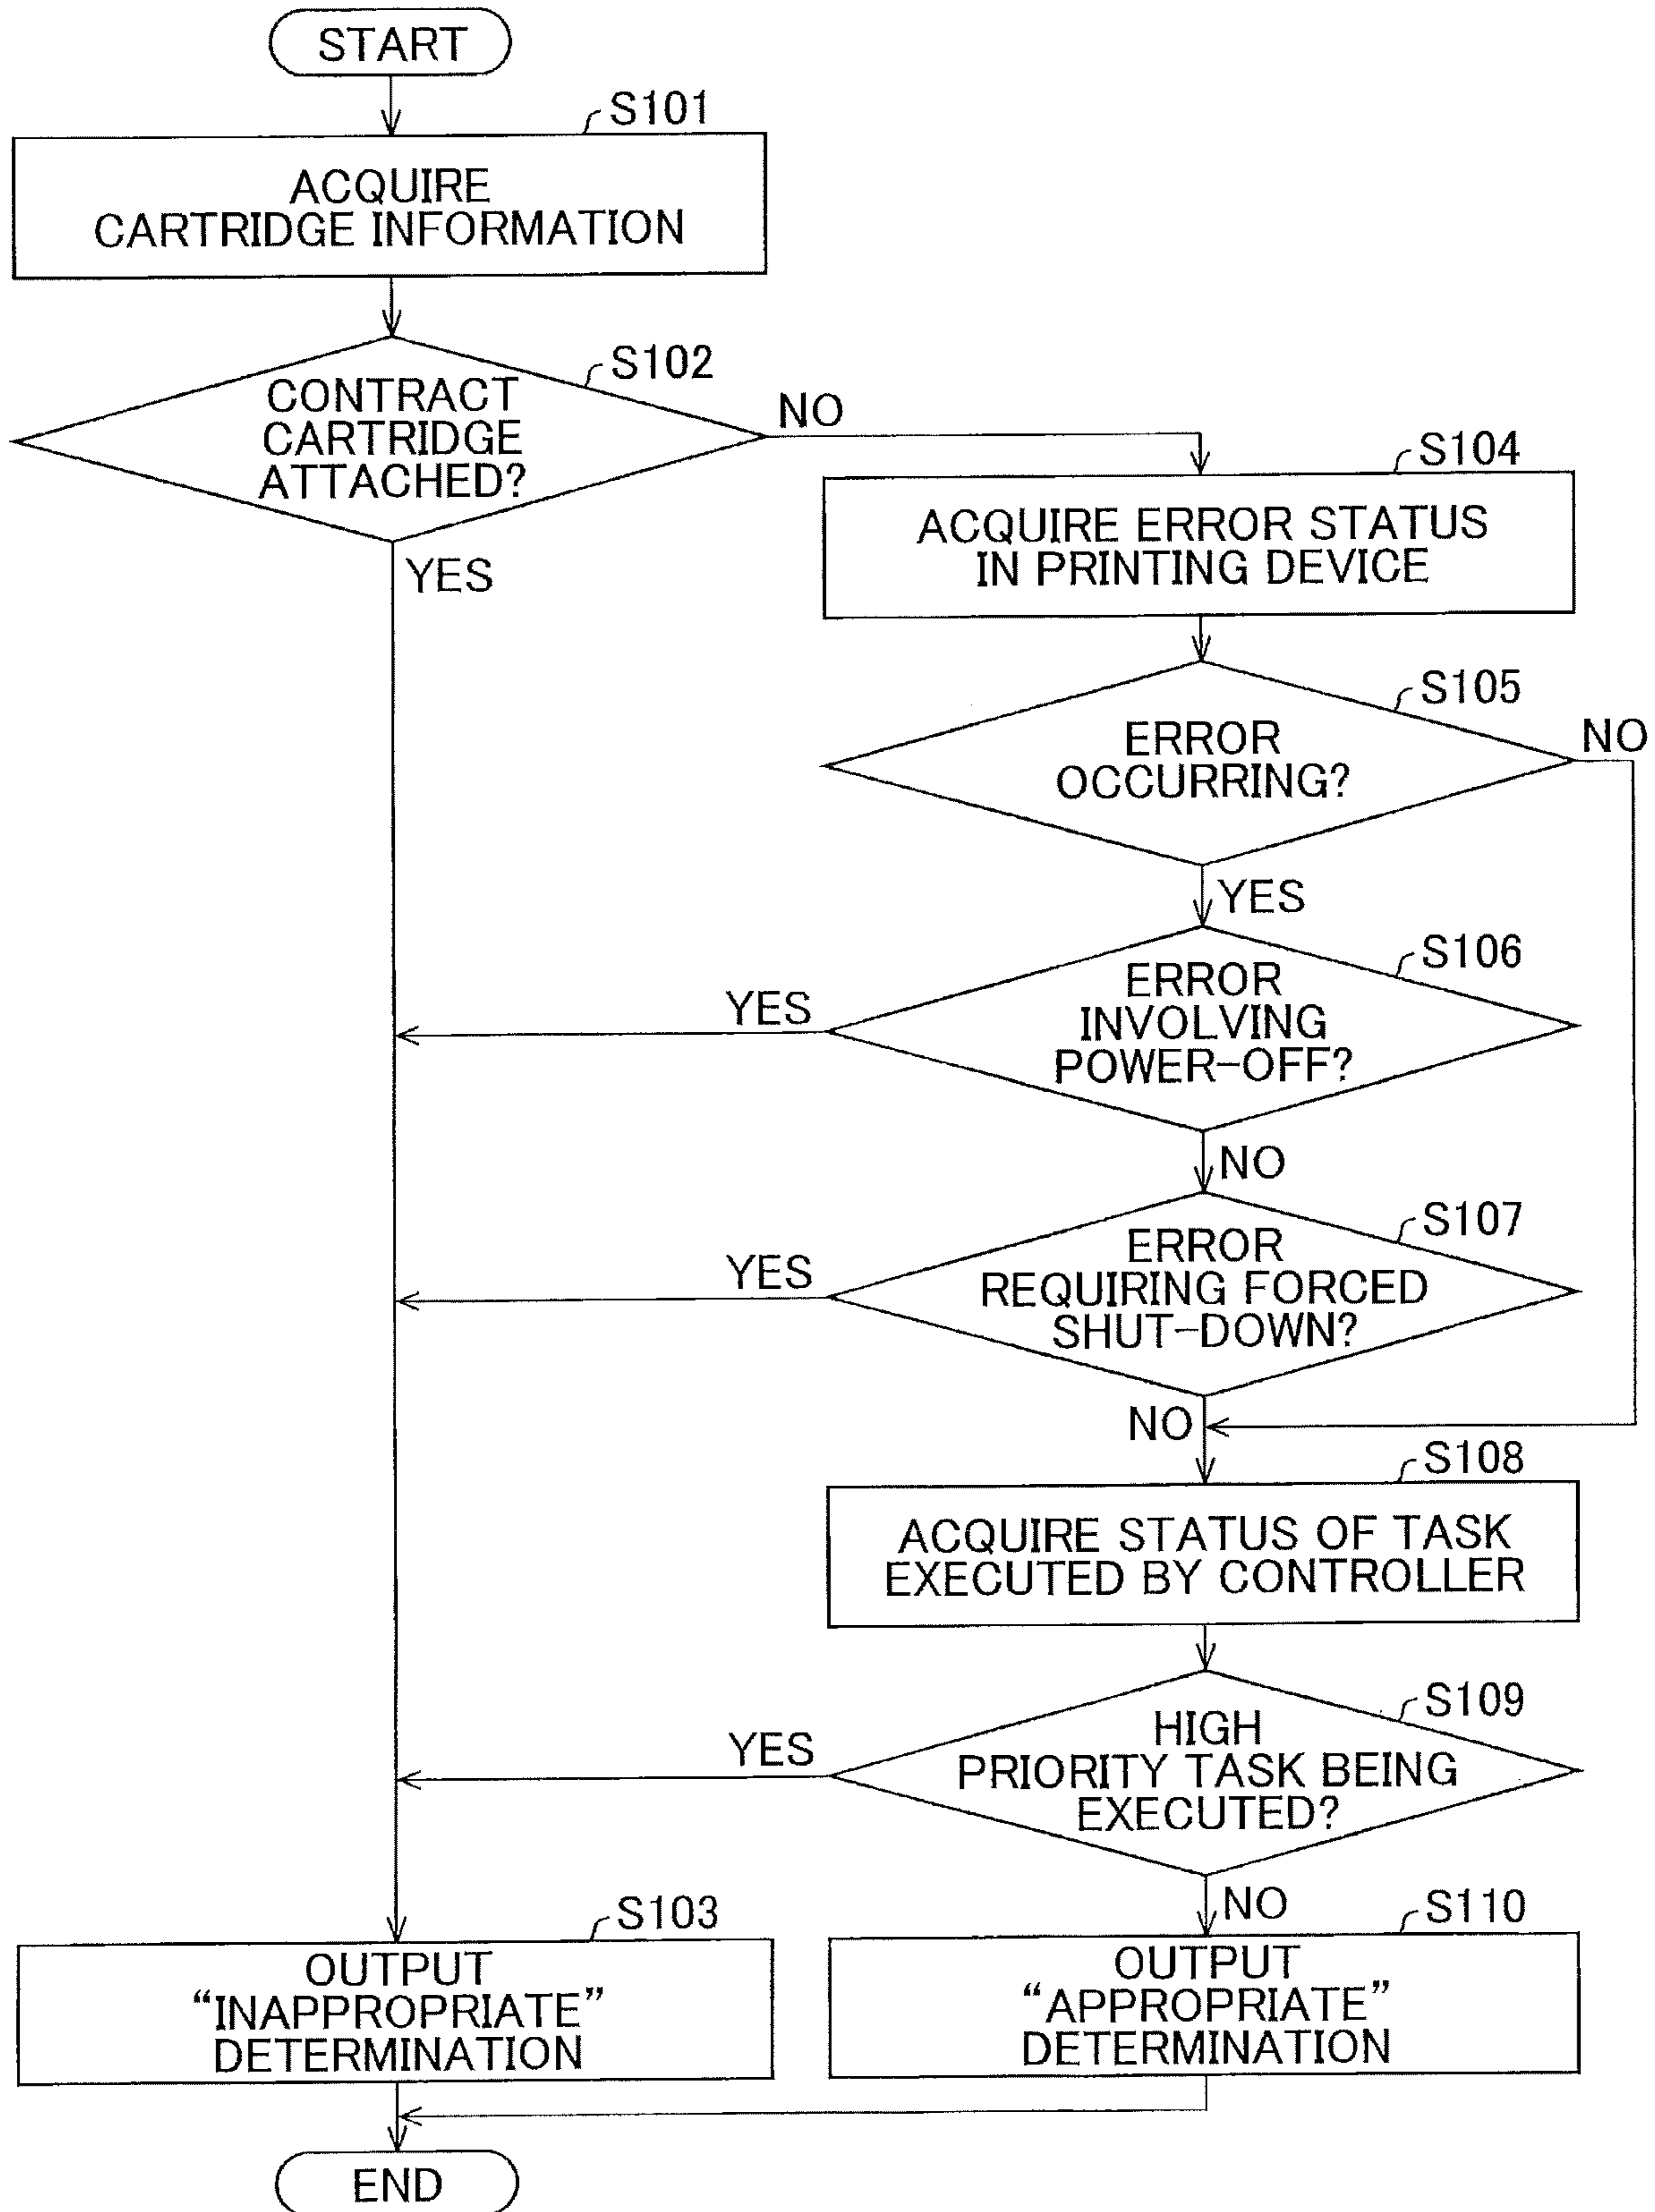 START
S101
ACQUIRE
CARTRIDGE INFORMATION
S102
CONTRACT
CARTRIDGE
ATTACHED?
NO
YES
S104
ACQUIRE ERROR STATUS
IN PRINTING DEVICE
S105
ERROR
OCCURRING?
NO
YES
S106
ERROR
INVOLVING
POWER-OFF?
YES
NO
S107
ERROR
REQUIRING FORCED
SHUT-DOWN?
YES
NO
S108
ACQUIRE STATUS OF TASK
EXECUTED BY CONTROLLER
S109
HIGH
PRIORITY TASK BEING
EXECUTED?
YES
NO
S103
OUTPUT
“INAPPROPRIATE”
DETERMINATION
S110
OUTPUT
“APPROPRIATE”
DETERMINATION
END